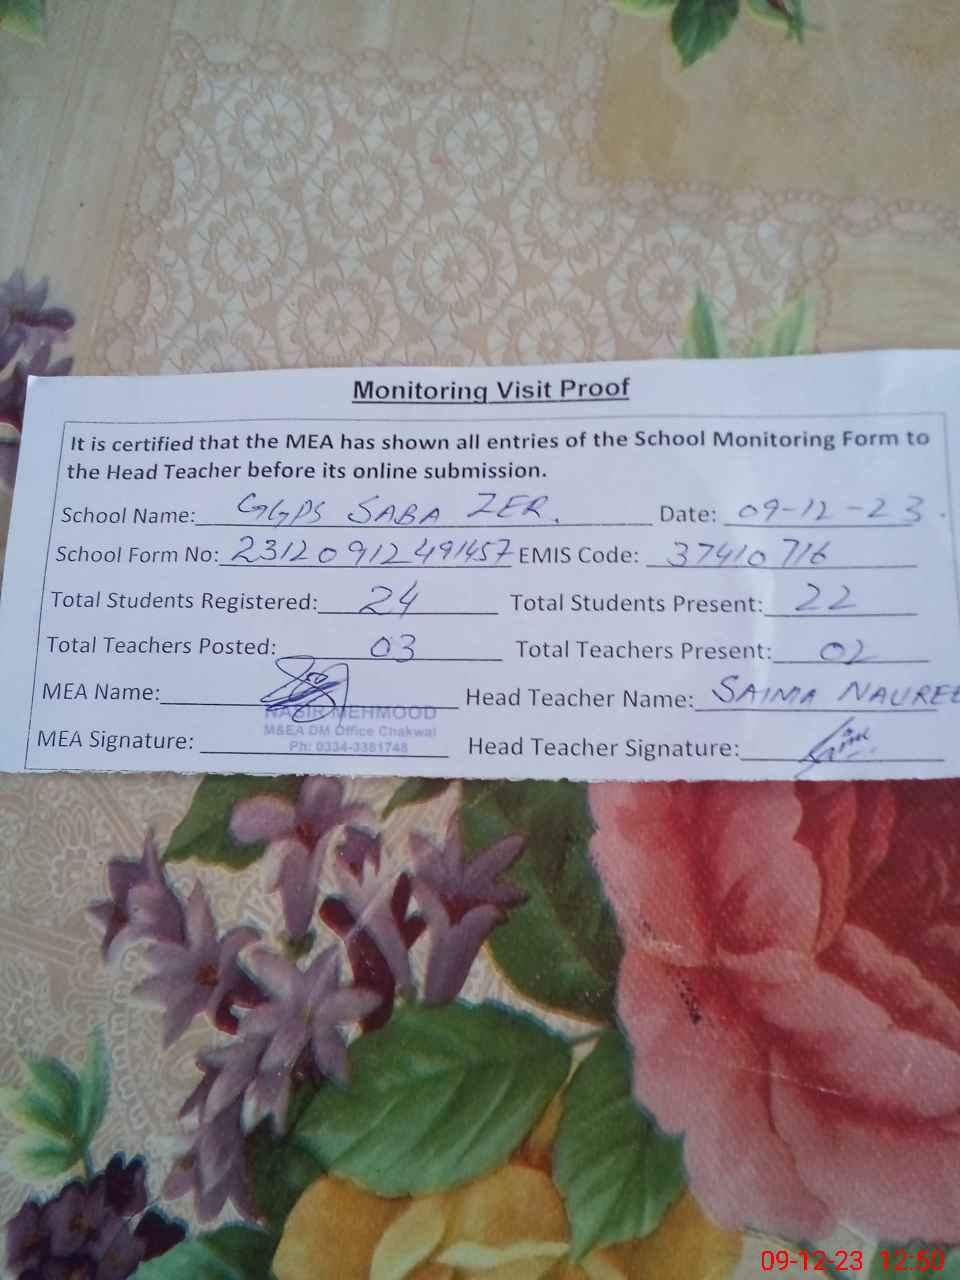 Monitoring Visit Proof
It is certified that the MEA has shown all entries of the School Monitoring Form to
the Head Teacher before its online submission.
School Name: GGPS SABA ZER. Date: 09-12-23.
School Form No: 23120912491457 EMIS Code: 37410716
Total Students Registered: 24 Total Students Present: 22
Total Teachers Posted: 03 Total Teachers Present: 02
MEA Name: Head Teacher Name: SAIMA NAUREE
NASIR MEHMOOD
M&EA DM Office Chakwal
MEA Signature: Ph: 0334-3381748 Head Teacher Signature:
09-12-23 12:50